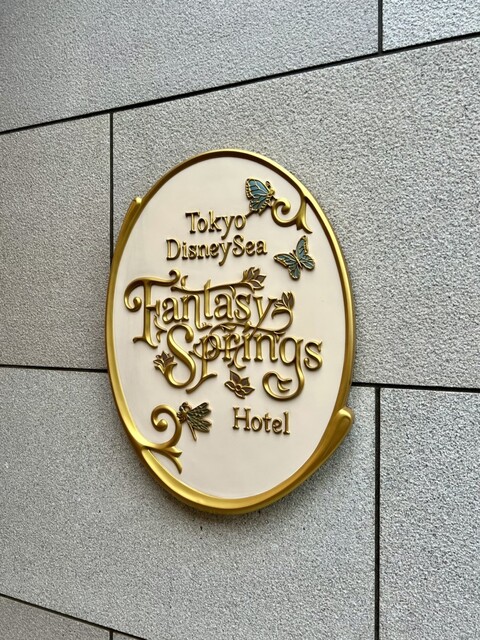 Tokyo
DisneySea
Fantasy
Springs
Hotel